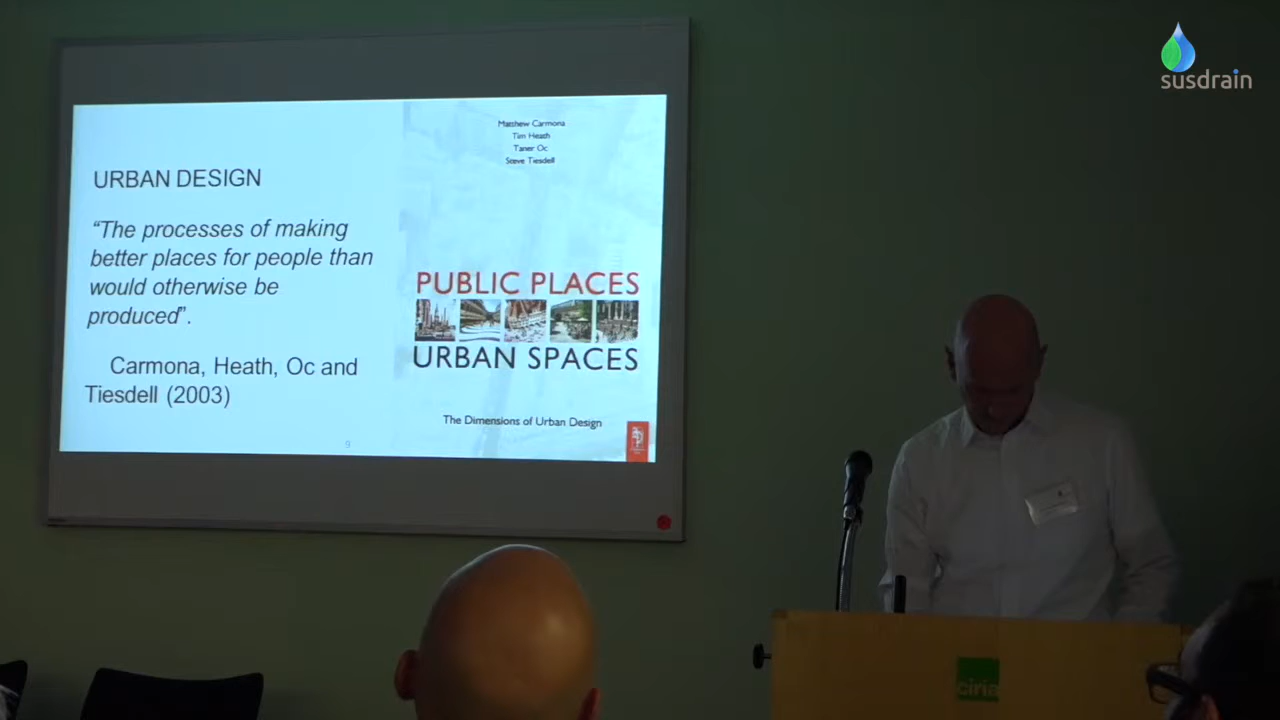 susdrain
URBAN DESIGN
“The processes of making
better places for people than
would otherwise be
produced”.
Carmona, Heath, Oc and
Tiesdell (2003)
9
Matthew Carmona
Tim Heath
Taner Oc
Steve Tiesdell
PUBLIC PLACES
URBAN SPACES
The Dimensions of Urban Design
ciria